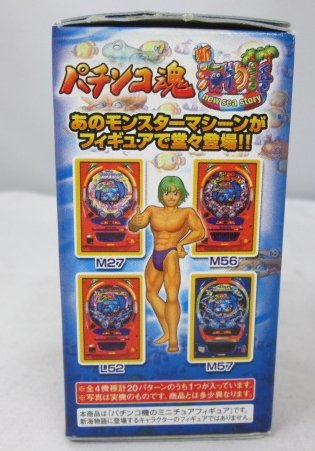 パチンコ魂
新海物語
new sea story
あのモンスターマシーンが
フィギュアで堂々登場!!
M27
M56
L52
M57
※全4機種計20パターンのうち1つが入っています。
※写真は実機のものです。商品とは多少異なります。
本商品は「パチンコ機のミニチュアフィギュア」です。
新海物語に登場するキャラクターのフィギュアではありません。